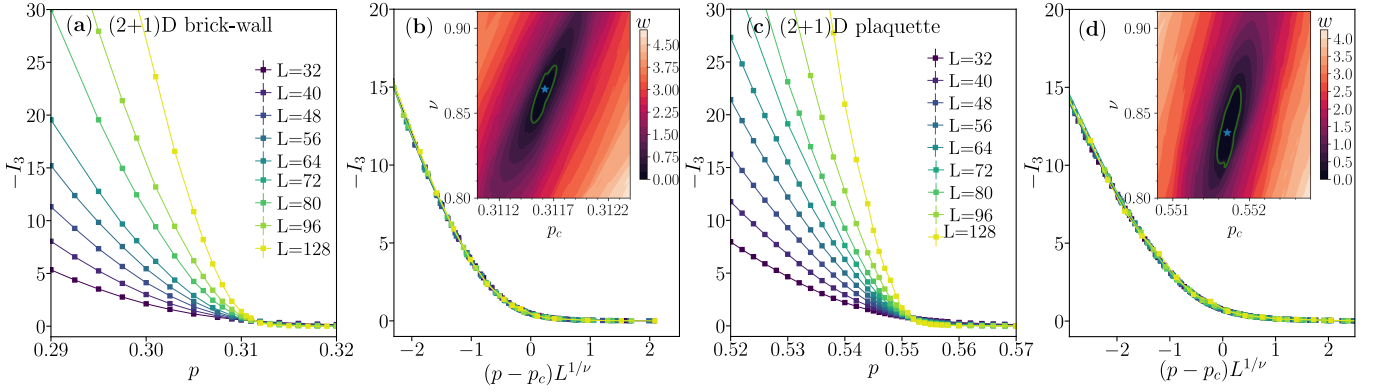 (a) (2+1)D brick-wall
30
25
20
15
10
5
0
−I₃
L=32
L=40
L=48
L=56
L=64
L=72
L=80
L=96
L=128
0.29 0.30 0.31 0.32
p
(b)
20
15
10
5
0
−I₃
−2 −1 0 1 2
(p − p_c)L^{1/ν}
0.90
0.85
0.80
ν
0.3112 0.3117 0.3122
p_c
w
4.50
3.75
3.00
2.25
1.50
0.75
0.00
(c) (2+1)D plaquette
30
25
20
15
10
5
0
−I₃
L=32
L=40
L=48
L=56
L=64
L=72
L=80
L=96
L=128
0.52 0.53 0.54 0.55 0.56 0.57
p
(d)
20
15
10
5
0
−I₃
−2 −1 0 1 2
(p − p_c)L^{1/ν}
0.90
0.85
0.80
ν
0.551 0.552
p_c
w
4.0
3.5
3.0
2.5
2.0
1.5
1.0
0.5
0.0